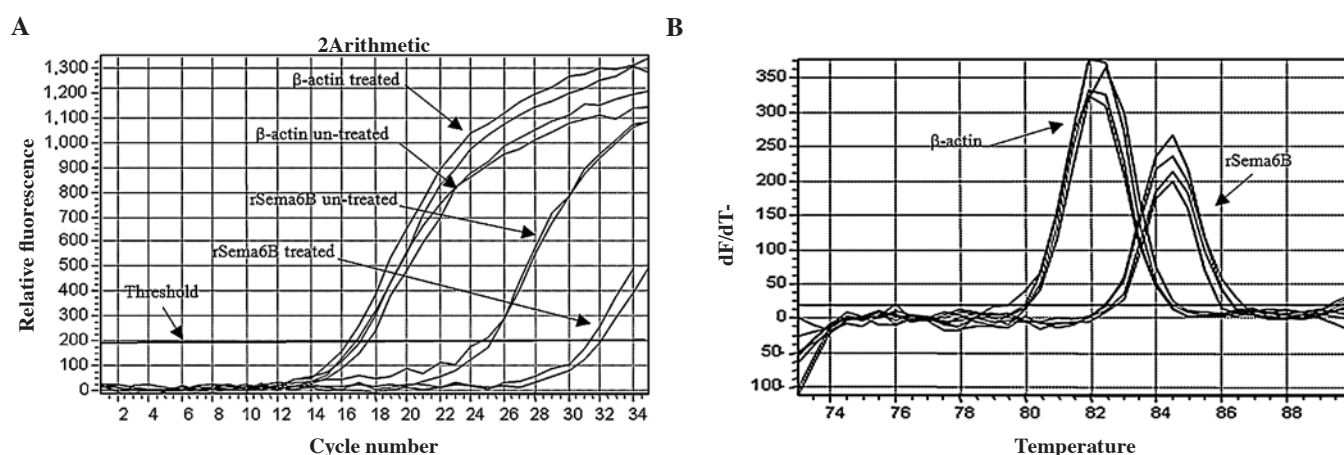 A
2Arithmetic
1,300
1,200
1,100
1,000
900
800
700
600
500
400
300
200
100
0
Relative fluorescence
β-actin treated
β-actin un-treated
rSema6B un-treated
rSema6B treated
Threshold
2 4 6 8 10 12 14 16 18 20 22 24 26 28 30 32 34
Cycle number
B
350
300
250
200
150
100
50
0
50
100
dF/dT-
β-actin
rSema6B
74 76 78 80 82 84 86 88
Temperature